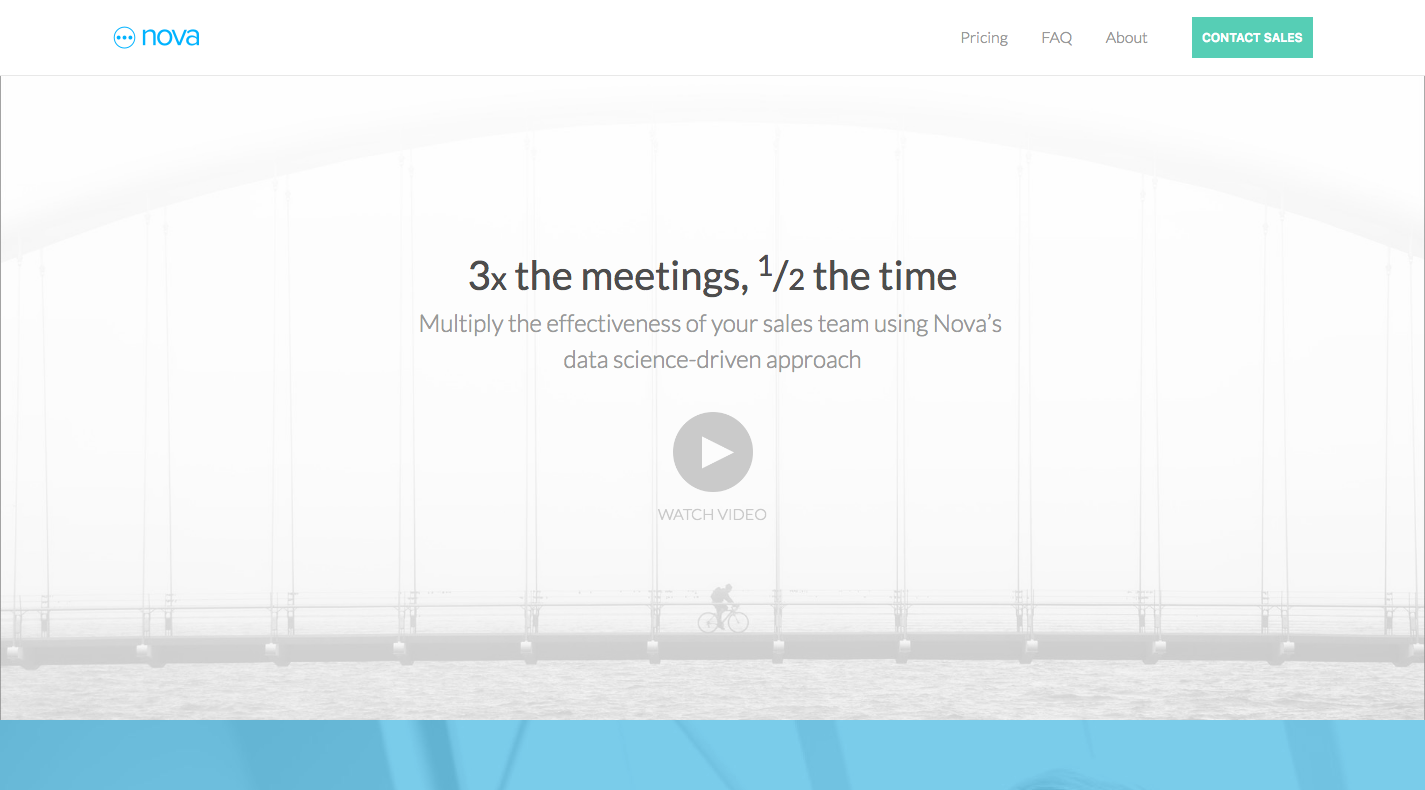 nova
Pricing FAQ About CONTACT SALES
3x the meetings, 1/2 the time
Multiply the effectiveness of your sales team using Nova’s
data science-driven approach
WATCH VIDEO